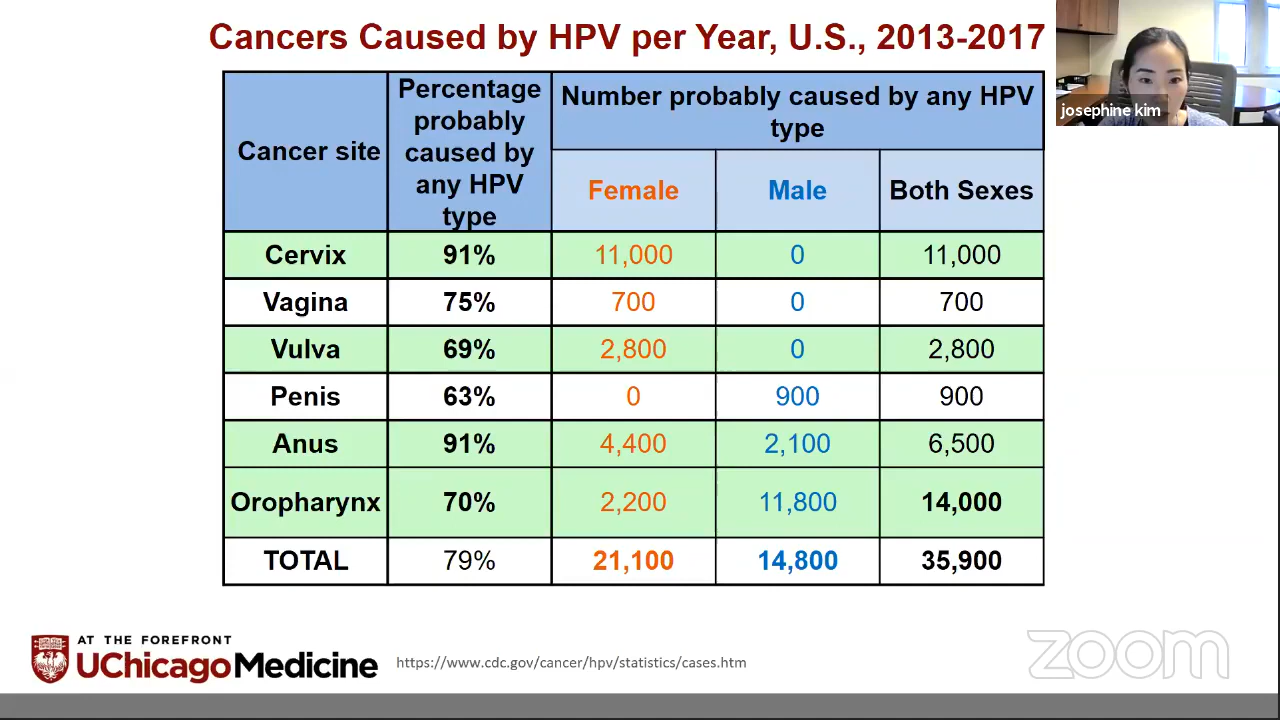 Cancers Caused by HPV per Year, U.S., 2013-2017
josephine kim
Cancer site
Percentage
probably
caused by
any HPV
type
Number probably caused by any HPV
type
Female
Male
Both Sexes
Cervix 91% 11,000 0 11,000
Vagina 75% 700 0 700
Vulva 69% 2,800 0 2,800
Penis 63% 0 900 900
Anus 91% 4,400 2,100 6,500
Oropharynx 70% 2,200 11,800 14,000
TOTAL 79% 21,100 14,800 35,900
AT THE FOREFRONT
UChicago Medicine
https://www.cdc.gov/cancer/hpv/statistics/cases.htm
zoom